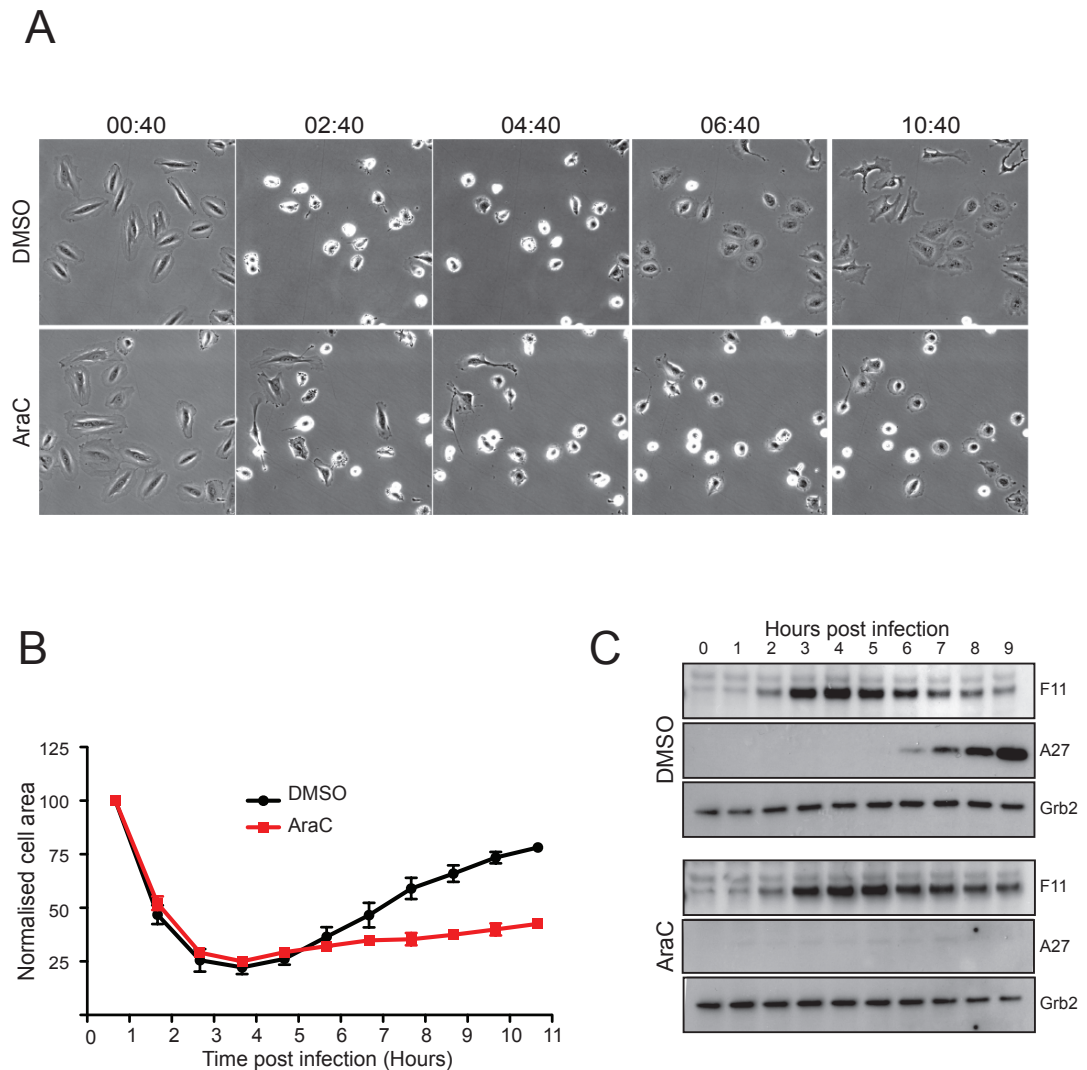 A
00:40 02:40 04:40 06:40 10:40
DMSO
AraC
B
Normalised cell area
125
100
75
50
25
0 1 2 3 4 5 6 7 8 9 10 11
Time post infection (Hours)
DMSO
AraC
C
Hours post infection
0 1 2 3 4 5 6 7 8 9
DMSO
F11
A27
Grb2
AraC
F11
A27
Grb2